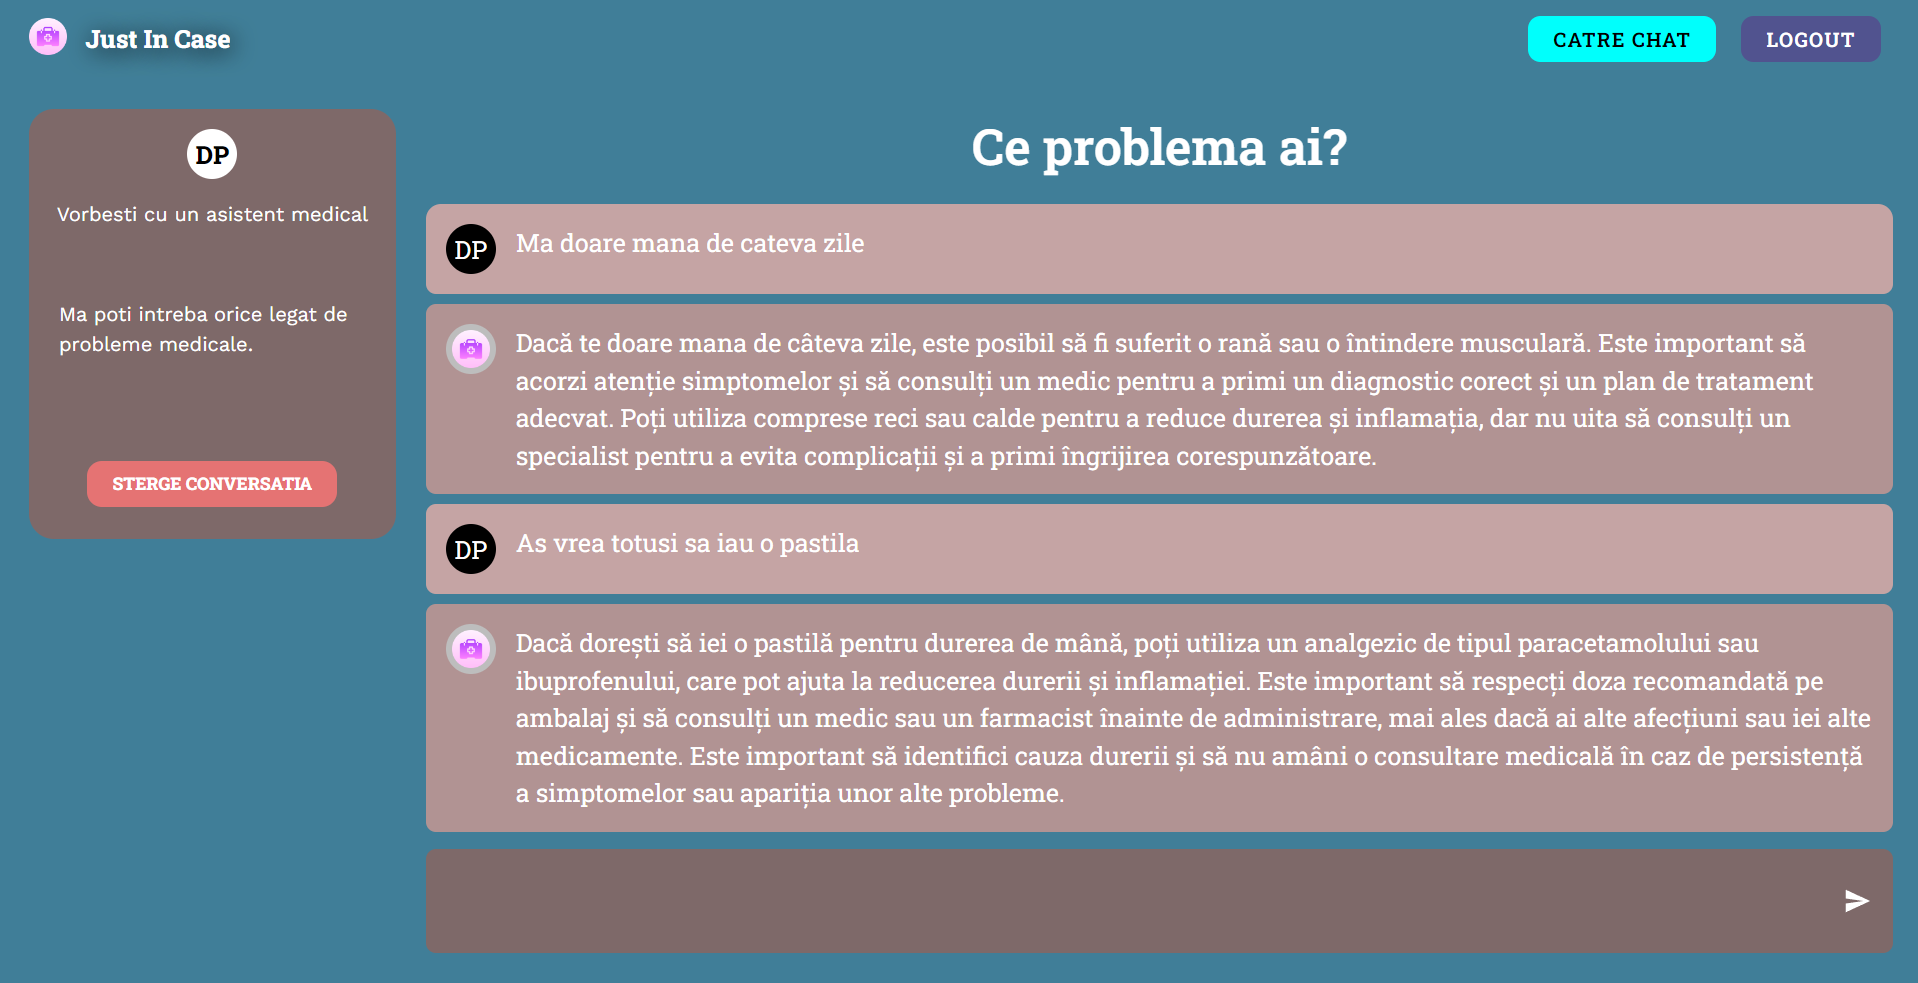 Just In Case
CATRE CHAT
LOGOUT
DP
Vorbesti cu un asistent medical
Ma poti intreba orice legat de
probleme medicale.
STERGE CONVERSATIA
Ce problema ai?
DP
Ma doare mana de cateva zile
Dacă te doare mana de câteva zile, este posibil să fi suferit o rană sau o întindere musculară. Este important să
acorzi atenție simptomelor și să consulți un medic pentru a primi un diagnostic corect și un plan de tratament
adecvat. Poți utiliza comprese reci sau calde pentru a reduce durerea și inflamația, dar nu uita să consulți un
specialist pentru a evita complicații și a primi îngrijirea corespunzătoare.
DP
As vrea totusi sa iau o pastila
Dacă dorești să iei o pastilă pentru durerea de mână, poți utiliza un analgezic de tipul paracetamolului sau
ibuprofenului, care pot ajuta la reducerea durerii și inflamației. Este important să respecți doza recomandată pe
ambalaj și să consulți un medic sau un farmacist înainte de administrare, mai ales dacă ai alte afecțiuni sau iei alte
medicamente. Este important să identifici cauza durerii și să nu amâni o consultare medicală în caz de persistență
a simptomelor sau apariția unor alte probleme.